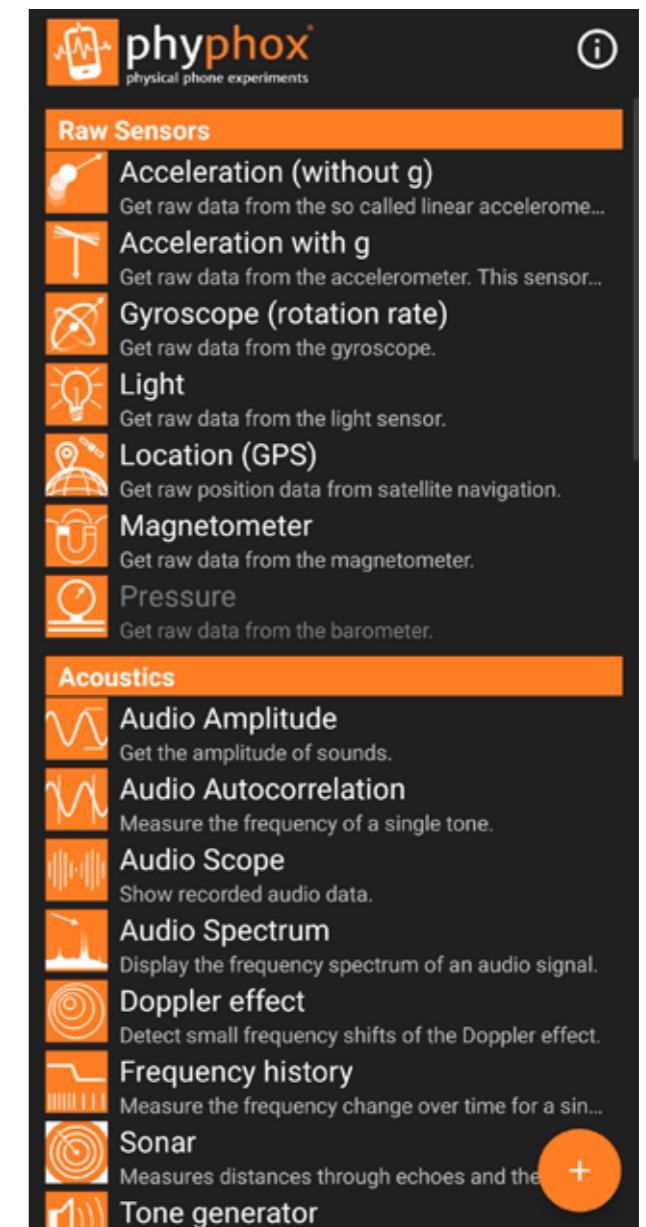 phyphox
physical phone experiments
Raw Sensors
Acceleration (without g)
Get raw data from the so called linear accelerome...
Acceleration with g
Get raw data from the accelerometer. This sensor...
Gyroscope (rotation rate)
Get raw data from the gyroscope.
Light
Get raw data from the light sensor.
Location (GPS)
Get raw position data from satellite navigation.
Magnetometer
Get raw data from the magnetometer.
Pressure
Get raw data from the barometer.
Acoustics
Audio Amplitude
Get the amplitude of sounds.
Audio Autocorrelation
Measure the frequency of a single tone.
Audio Scope
Show recorded audio data.
Audio Spectrum
Display the frequency spectrum of an audio signal.
Doppler effect
Detect small frequency shifts of the Doppler effect.
Frequency history
Measure the frequency change over time for a sin...
Sonar
Measures distances through echoes and the
+
Tone generator